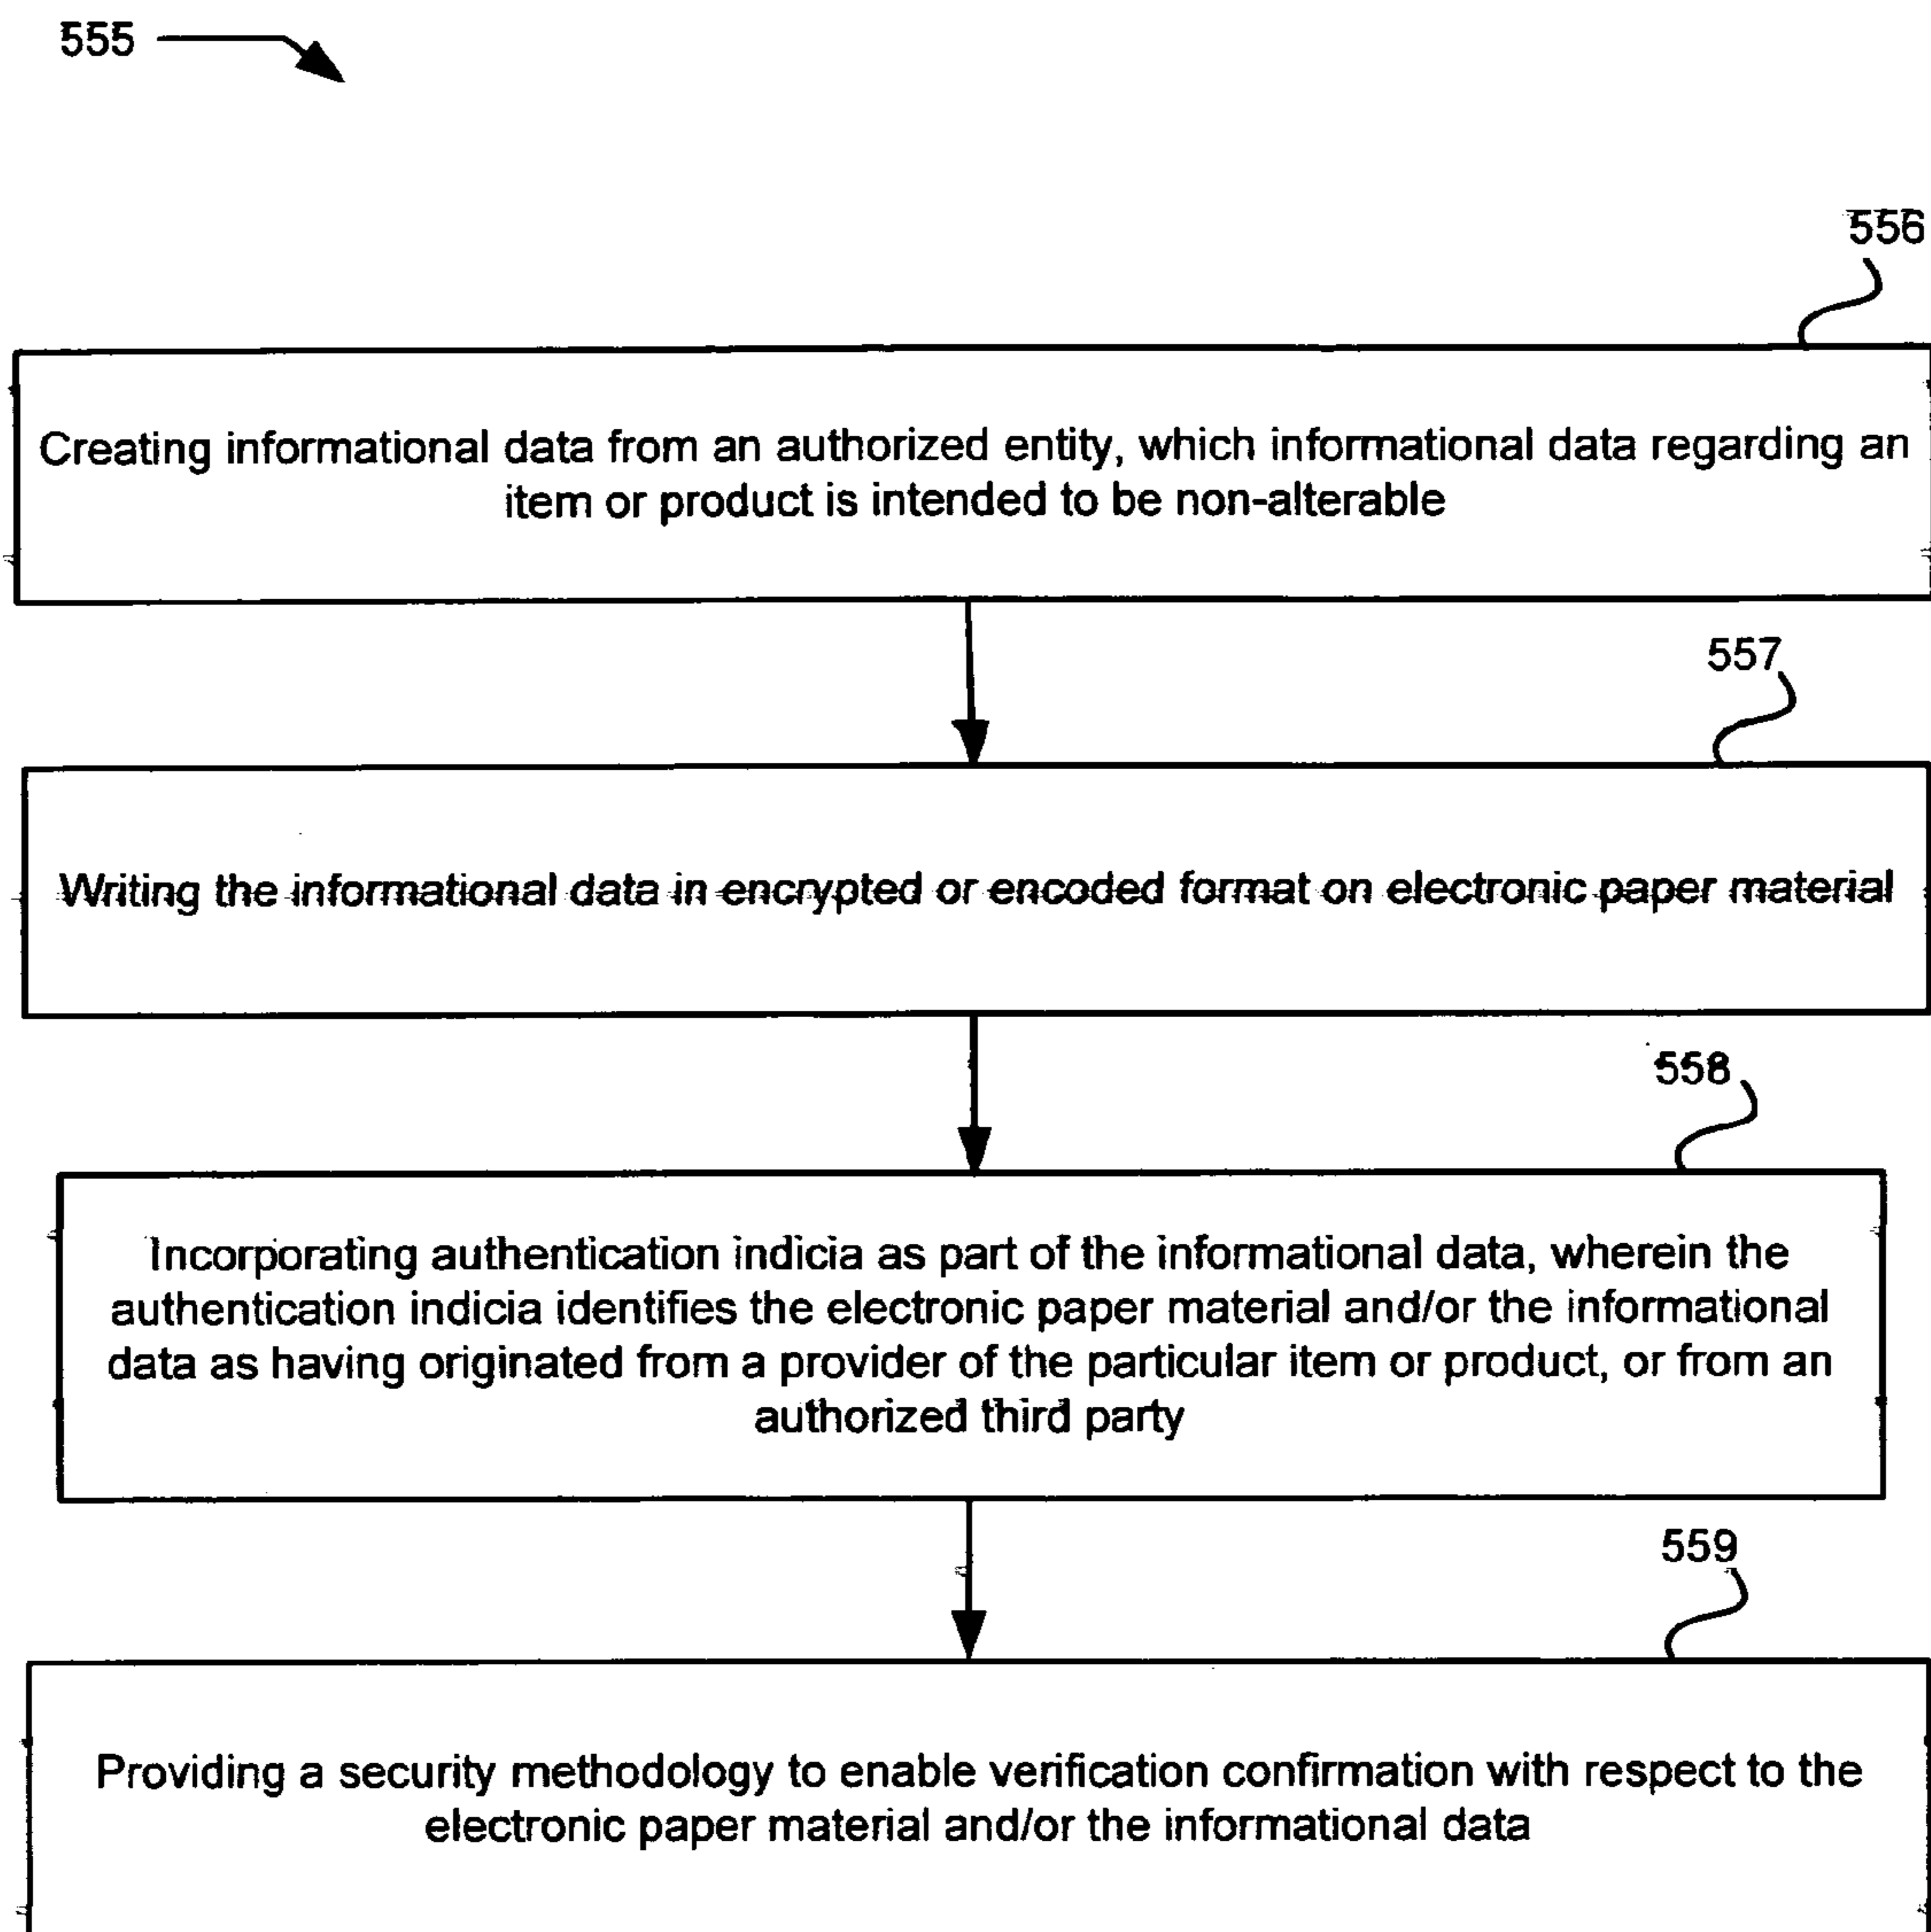 555
556
Creating informational data from an authorized entity, which informational data regarding an
item or product is intended to be non-alterable
557
Writing the informational data in encrypted or encoded format on electronic paper material
558
Incorporating authentication indicia as part of the informational data, wherein the
authentication indicia identifies the electronic paper material and/or the informational
data as having originated from a provider of the particular item or product, or from an
authorized third party
559
Providing a security methodology to enable verification confirmation with respect to the
electronic paper material and/or the informational data